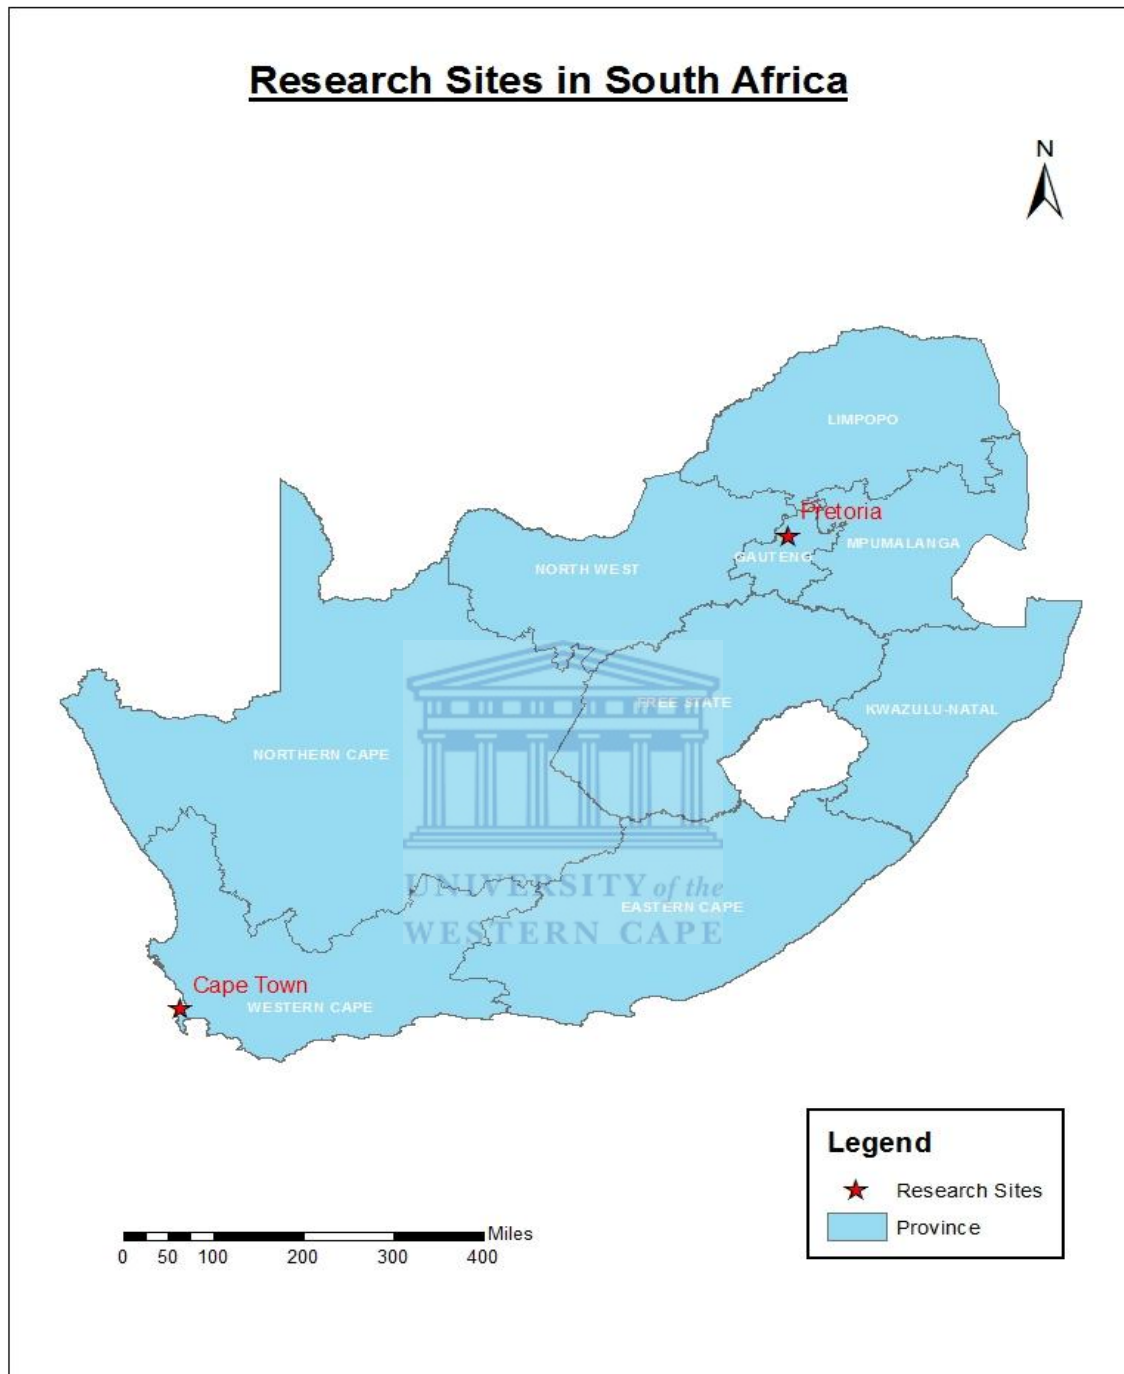 Research Sites in South Africa
N
LIMPOPO
Pretoria
MPUMALANGA
GAUTENG
NORTH WEST
FREE STATE
KWAZULU-NATAL
NORTHERN CAPE
UNIVERSITY of the
WESTERN CAPE
EASTERN CAPE
Cape Town
WESTERN CAPE
Legend
Research Sites
Province
Miles
0 50 100 200 300 400